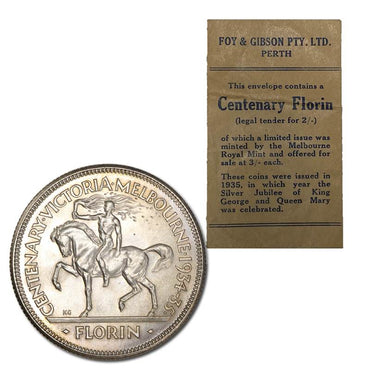 FOY & GIBSON PTY. LTD.
PERTH
This envelope contains a
Centenary Florin
(legal tender for 2/-)
of which a limited issue was
minted by the Melbourne
Royal Mint and offered for
sale at 3/- each.
These coins were issued in
1935, in which year the
Silver Jubilee of King
George and Queen Mary
was celebrated.
CENTENARY·VICTORIA·MELBOURNE·1934-35
KG
· FLORIN ·